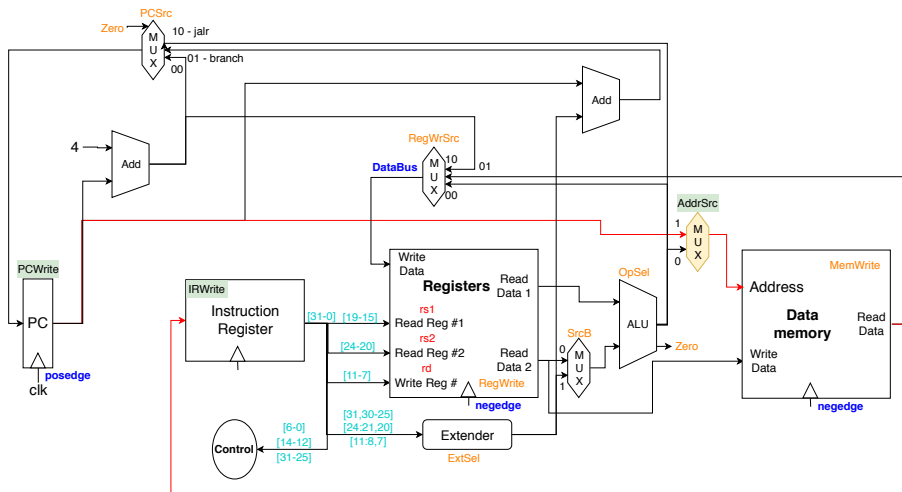 PCSrc
Zero
10 - jalr
M
U
X
01 - branch
00
4
Add
Add
RegWrSrc
DataBus
M
U
X
10
01
00
AddrSrc
1
M
U
X
0
PCWrite
PC
posedge
clk
IRWrite
Instruction
Register
[31-0]
[19-15]
[24-20]
[11-7]
Write
Data
Registers
Read
Data 1
rs1
Read Reg #1
rs2
Read Reg #2
rd
Write Reg #
RegWrite
Read
Data 2
negedge
OpSel
ALU
Zero
SrcB
0
M
U
X
1
MemWrite
Address
Data
memory
Read
Data
Write
Data
negedge
Control
[6-0]
[14-12]
[31-25]
[31,30-25]
[24:21,20]
[11:8,7]
Extender
ExtSel